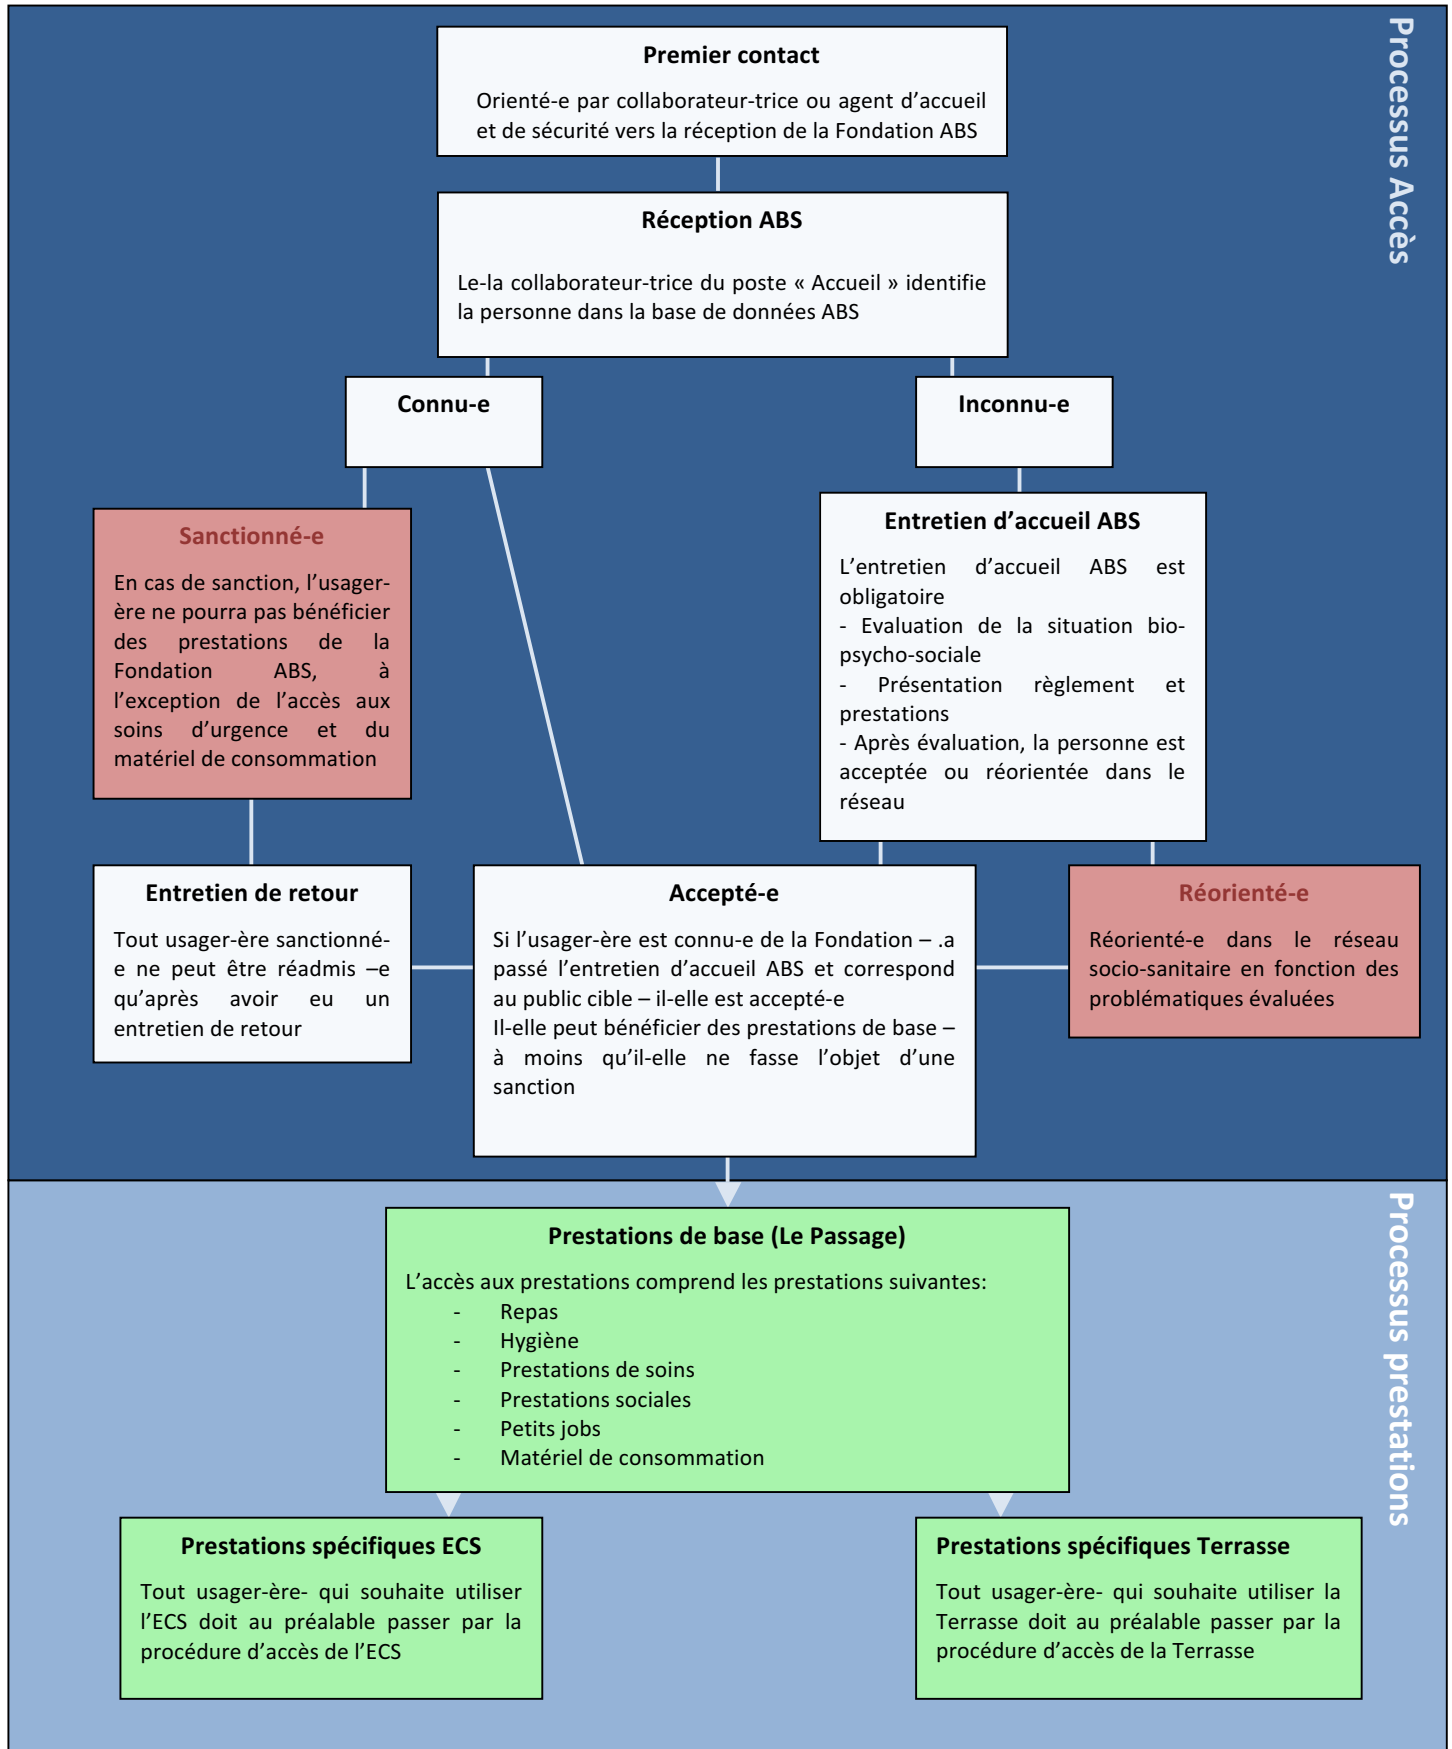 Processus Accès
Premier contact
Orienté-e par collaborateur-trice ou agent d’accueil
et de sécurité vers la réception de la Fondation ABS
Réception ABS
Le-la collaborateur-trice du poste « Accueil » identifie
la personne dans la base de données ABS
Connu-e
Inconnu-e
Sanctionné-e
En cas de sanction, l’usager-
ère ne pourra pas bénéficier
des prestations de la
Fondation ABS, à
l’exception de l’accès aux
soins d’urgence et du
matériel de consommation
Entretien d’accueil ABS
L’entretien d’accueil ABS est
obligatoire
- Evaluation de la situation bio-
psycho-sociale
- Présentation règlement et
prestations
- Après évaluation, la personne est
acceptée ou réorientée dans le
réseau
Entretien de retour
Tout usager-ère sanctionné-
e ne peut être réadmis –e
qu’après avoir eu un
entretien de retour
Accepté-e
Si l’usager-ère est connu-e de la Fondation – .a
passé l’entretien d’accueil ABS et correspond
au public cible – il-elle est accepté-e
Il-elle peut bénéficier des prestations de base –
à moins qu’il-elle ne fasse l’objet d’une
sanction
Réorienté-e
Réorienté-e dans le réseau
socio-sanitaire en fonction des
problématiques évaluées
Processus prestations
Prestations de base (Le Passage)
L’accès aux prestations comprend les prestations suivantes:
- Repas
- Hygiène
- Prestations de soins
- Prestations sociales
- Petits jobs
- Matériel de consommation
Prestations spécifiques ECS
Tout usager-ère- qui souhaite utiliser
l’ECS doit au préalable passer par la
procédure d’accès de l’ECS
Prestations spécifiques Terrasse
Tout usager-ère- qui souhaite utiliser la
Terrasse doit au préalable passer par la
procédure d’accès de la Terrasse